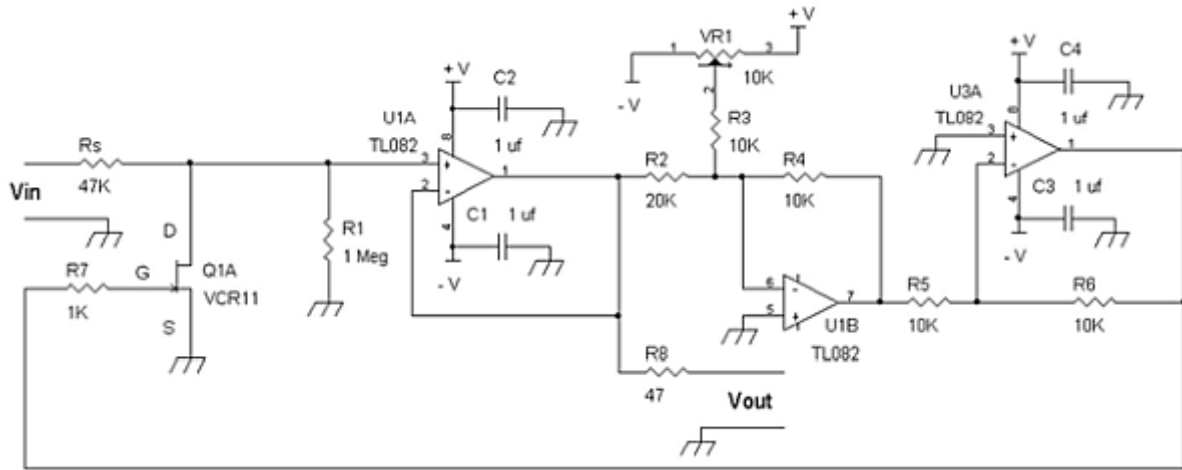 + V
VR1
1
3
10K
2
- V
R3
10K
+ V
C2
8
U1A
TL082
1 uf
3
+
2
-
1
4
C1
1 uf
- V
+ V
C4
8
U3A
TL082
1 uf
3
+
2
-
1
4
C3
1 uf
- V
Rs
47K
Vin
D
R7
1K
G
Q1A
VCR11
S
R1
1 Meg
R2
20K
R4
10K
6
-
5
+
7
U1B
TL082
R5
10K
R6
10K
R8
47
Vout